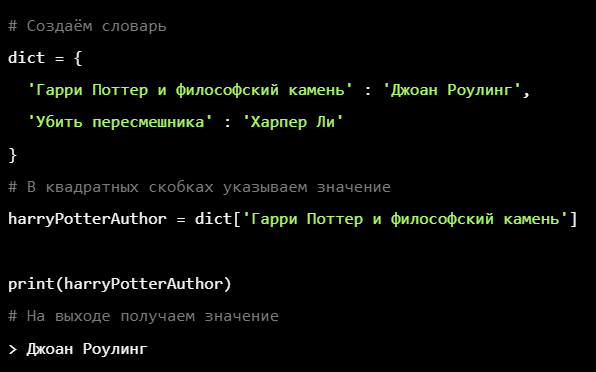 # Создаём словарь
dict = {
'Гарри Поттер и философский камень' : 'Джоан Роулинг',
'Убить пересмешника' : 'Харпер Ли'
}
# В квадратных скобках указываем значение
harryPotterAuthor = dict['Гарри Поттер и философский камень']
print(harryPotterAuthor)
# На выходе получаем значение
> Джоан Роулинг